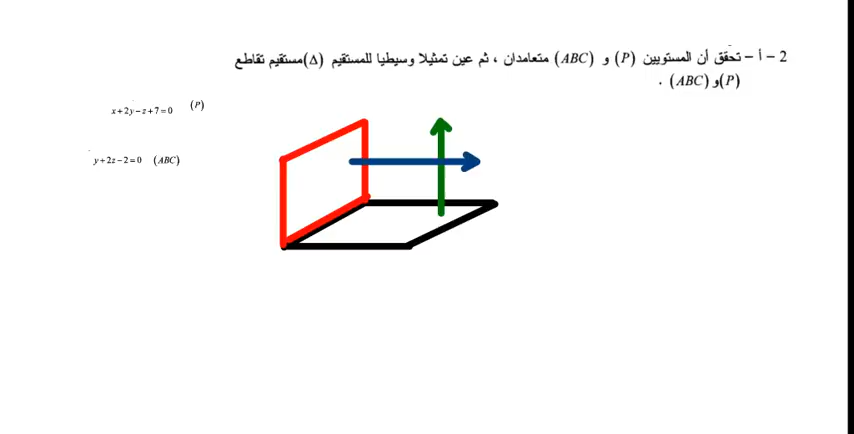 2 – أ – تحقق أن المستويين (P) و (ABC) متعامدان ، ثم عين تمثيلا وسيطيا للمستقيم (Δ) مستقيم تقاطع
(P) و (ABC) .
x+2y−z+7=0 (P)
y+2z−2=0 (ABC)